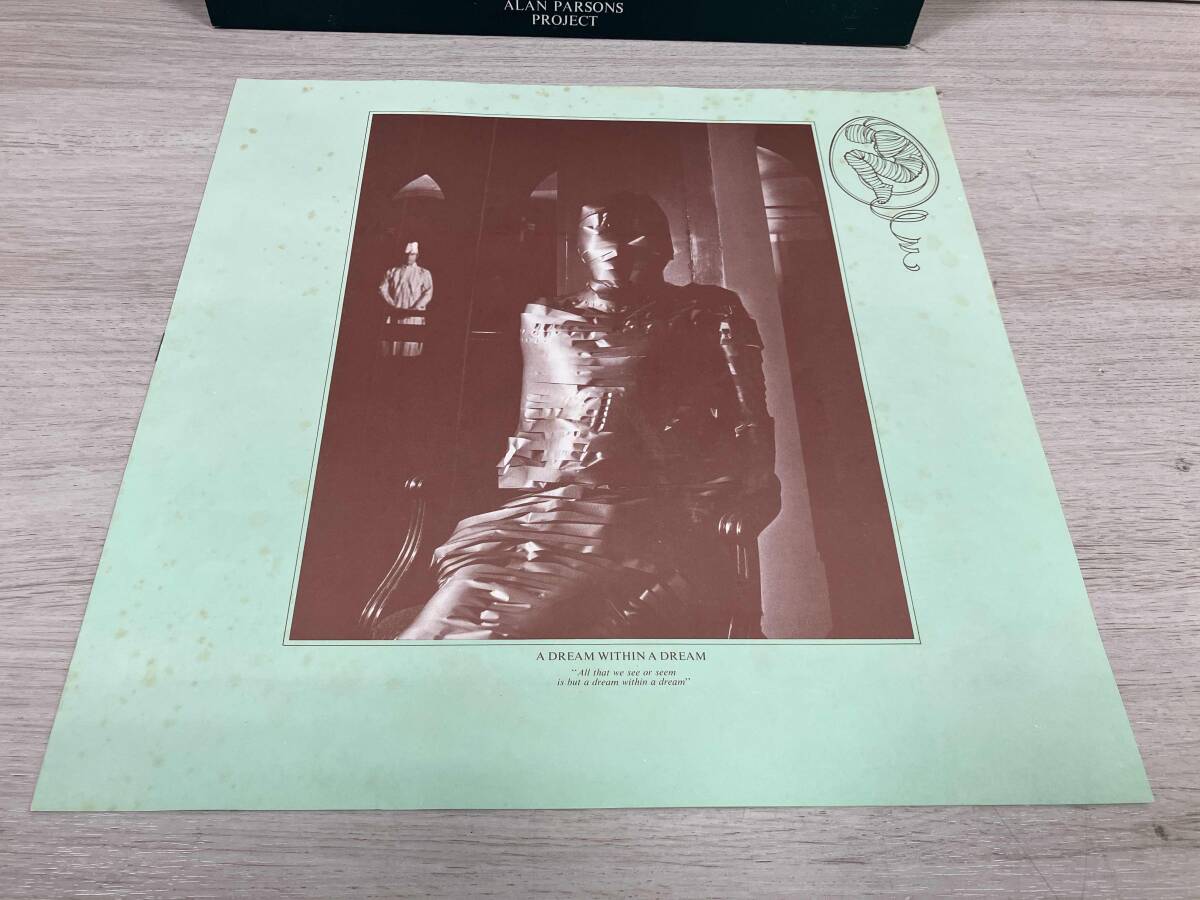 ALAN PARSONS
PROJECT
A DREAM WITHIN A DREAM
"All that we see or seem
is but a dream within a dream"